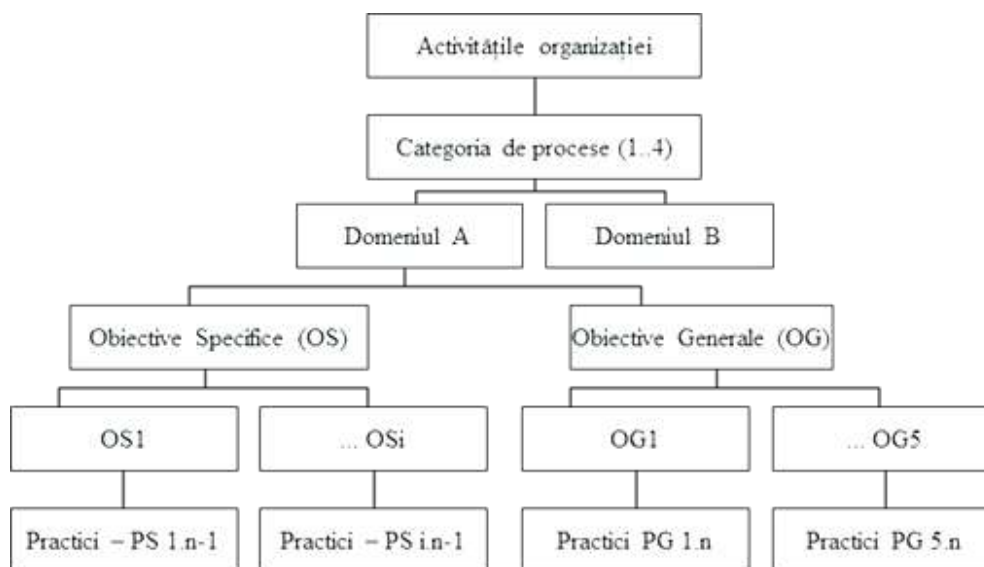 Activitățile organizației
Categoria de procese (1..4)
Domeniul A
Domeniul B
Obiective Specifice (OS)
Obiective Generale (OG)
OS1
... OSi
OG1
... OG5
Practici – PS 1.n-1
Practici – PS i.n-1
Practici PG 1.n
Practici PG 5.n